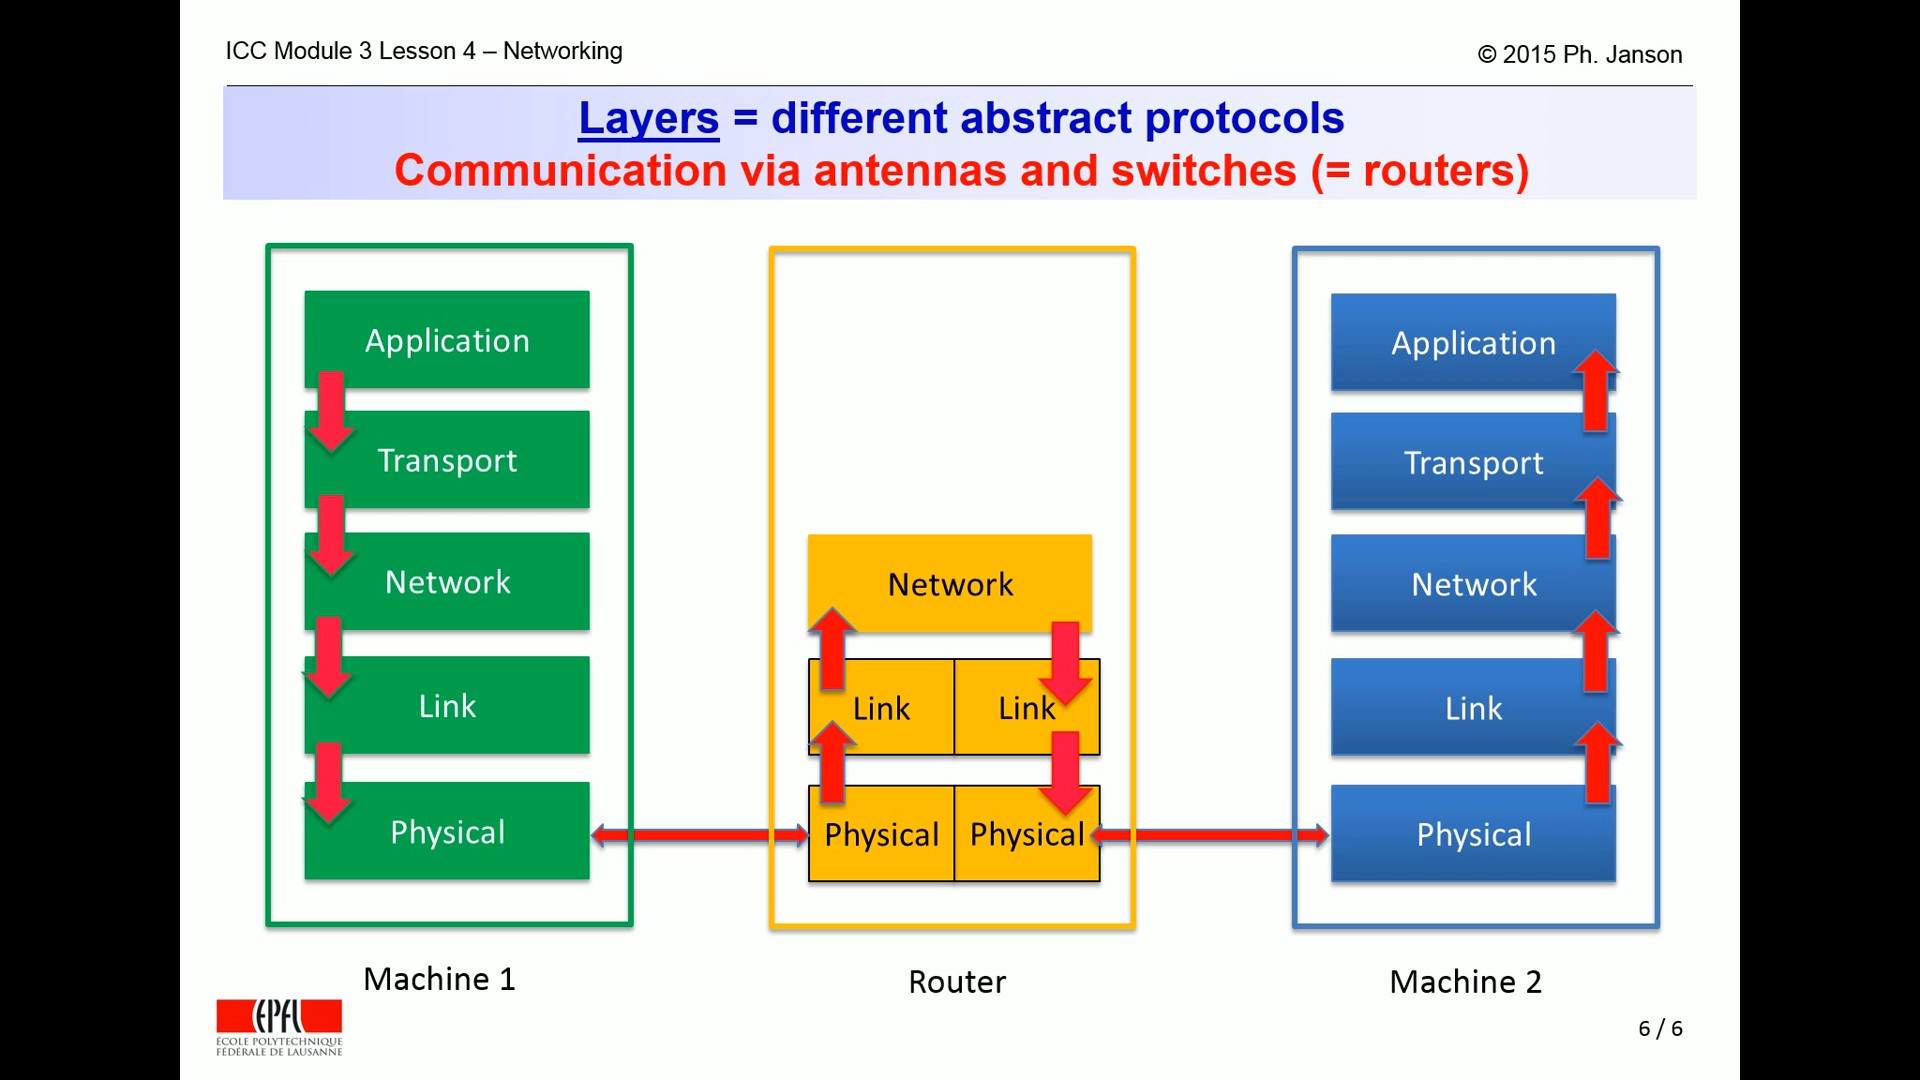 ICC Module 3 Lesson 4 – Networking
© 2015 Ph. Janson
Layers = different abstract protocols
Communication via antennas and switches (= routers)
Application
Transport
Network
Link
Physical
Machine 1
Network
Link Link
Physical Physical
Router
Application
Transport
Network
Link
Physical
Machine 2
EPFL
ÉCOLE POLYTECHNIQUE
FÉDÉRALE DE LAUSANNE
6 / 6